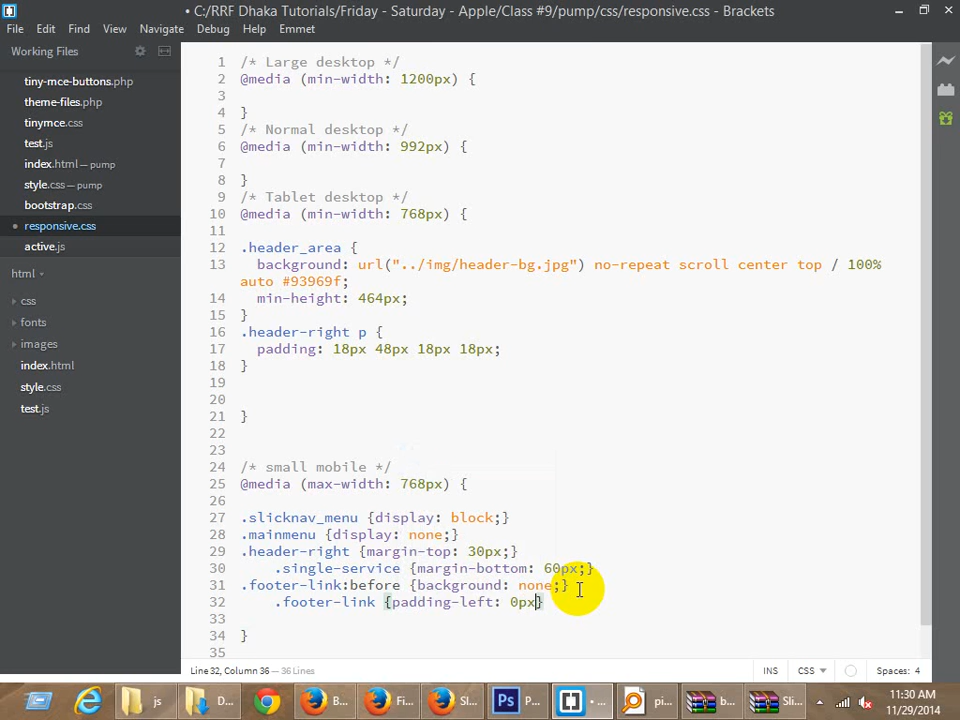 • C:/RRF Dhaka Tutorials/Friday - Saturday - Apple/Class #9/pump/css/responsive.css - Brackets
File Edit Find View Navigate Debug Help Emmet
Working Files
tiny-mce-buttons.php
theme-files.php
tinymce.css
test.js
index.html — pump
style.css — pump
bootstrap.css
responsive.css
active.js
html
css
fonts
images
index.html
style.css
test.js
1 /* Large desktop */
2 @media (min-width: 1200px) {
3
4 }
5 /* Normal desktop */
6 @media (min-width: 992px) {
7
8 }
9 /* Tablet desktop */
10 @media (min-width: 768px) {
11
12 .header_area {
13 background: url("../img/header-bg.jpg") no-repeat scroll center top / 100%
auto #93969f;
14 min-height: 464px;
15 }
16 .header-right p {
17 padding: 18px 48px 18px 18px;
18 }
19
20
21 }
22
23
24 /* small mobile */
25 @media (max-width: 768px) {
26
27 .slicknav_menu {display: block;}
28 .mainmenu {display: none;}
29 .header-right {margin-top: 30px;}
30 .single-service {margin-bottom: 60px;}
31 .footer-link:before {background: none;}
32 .footer-link {padding-left: 0px}
33
34 }
35
Line 32, Column 36 — 36 Lines
INS CSS Spaces: 4
js D... B... Fi... Sl... P... • ... pi... b... Sli...
11:30 AM
11/29/2014